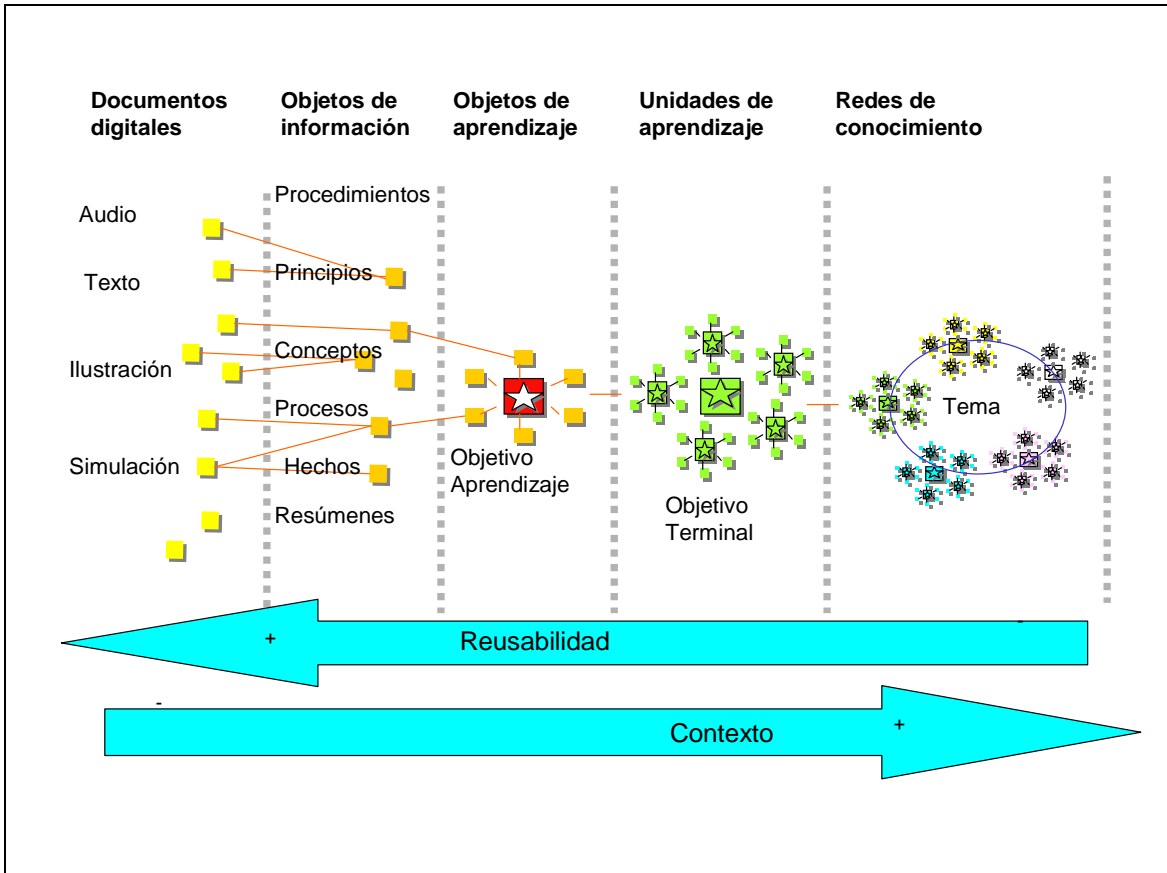 Documentos
digitales
Objetos de
información
Objetos de
aprendizaje
Unidades de
aprendizaje
Redes de
conocimiento
Audio
Texto
Ilustración
Simulación
Procedimientos
Principios
Conceptos
Procesos
Hechos
Resúmenes
Objetivo
Aprendizaje
Objetivo
Terminal
Tema
+
Reusabilidad
-
-
Contexto
+